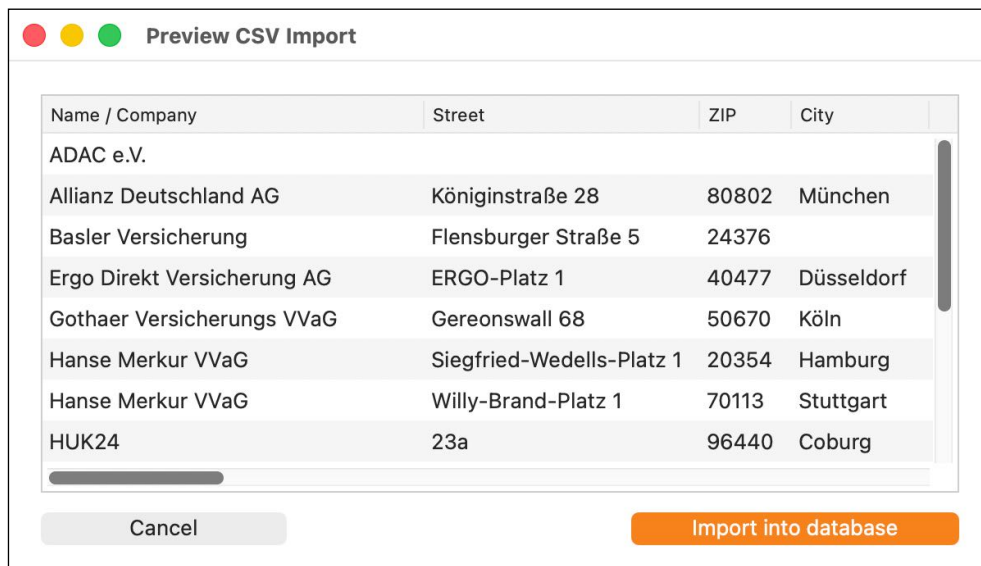 Preview CSV Import
Name / Company Street ZIP City
ADAC e.V.
Allianz Deutschland AG Königinstraße 28 80802 München
Basler Versicherung Flensburger Straße 5 24376
Ergo Direkt Versicherung AG ERGO-Platz 1 40477 Düsseldorf
Gothaer Versicherungs VVaG Gereonswall 68 50670 Köln
Hanse Merkur VVaG Siegfried-Wedells-Platz 1 20354 Hamburg
Hanse Merkur VVaG Willy-Brand-Platz 1 70113 Stuttgart
HUK24 23a 96440 Coburg
Cancel Import into database